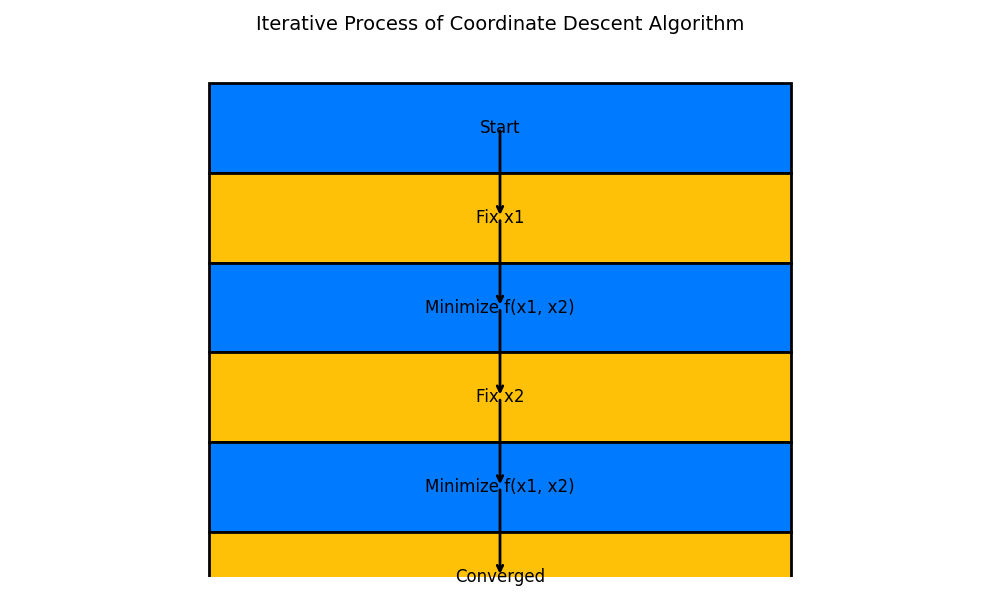 Iterative Process of Coordinate Descent Algorithm
Start
Fix x1
Minimize f(x1, x2)
Fix x2
Minimize f(x1, x2)
Converged